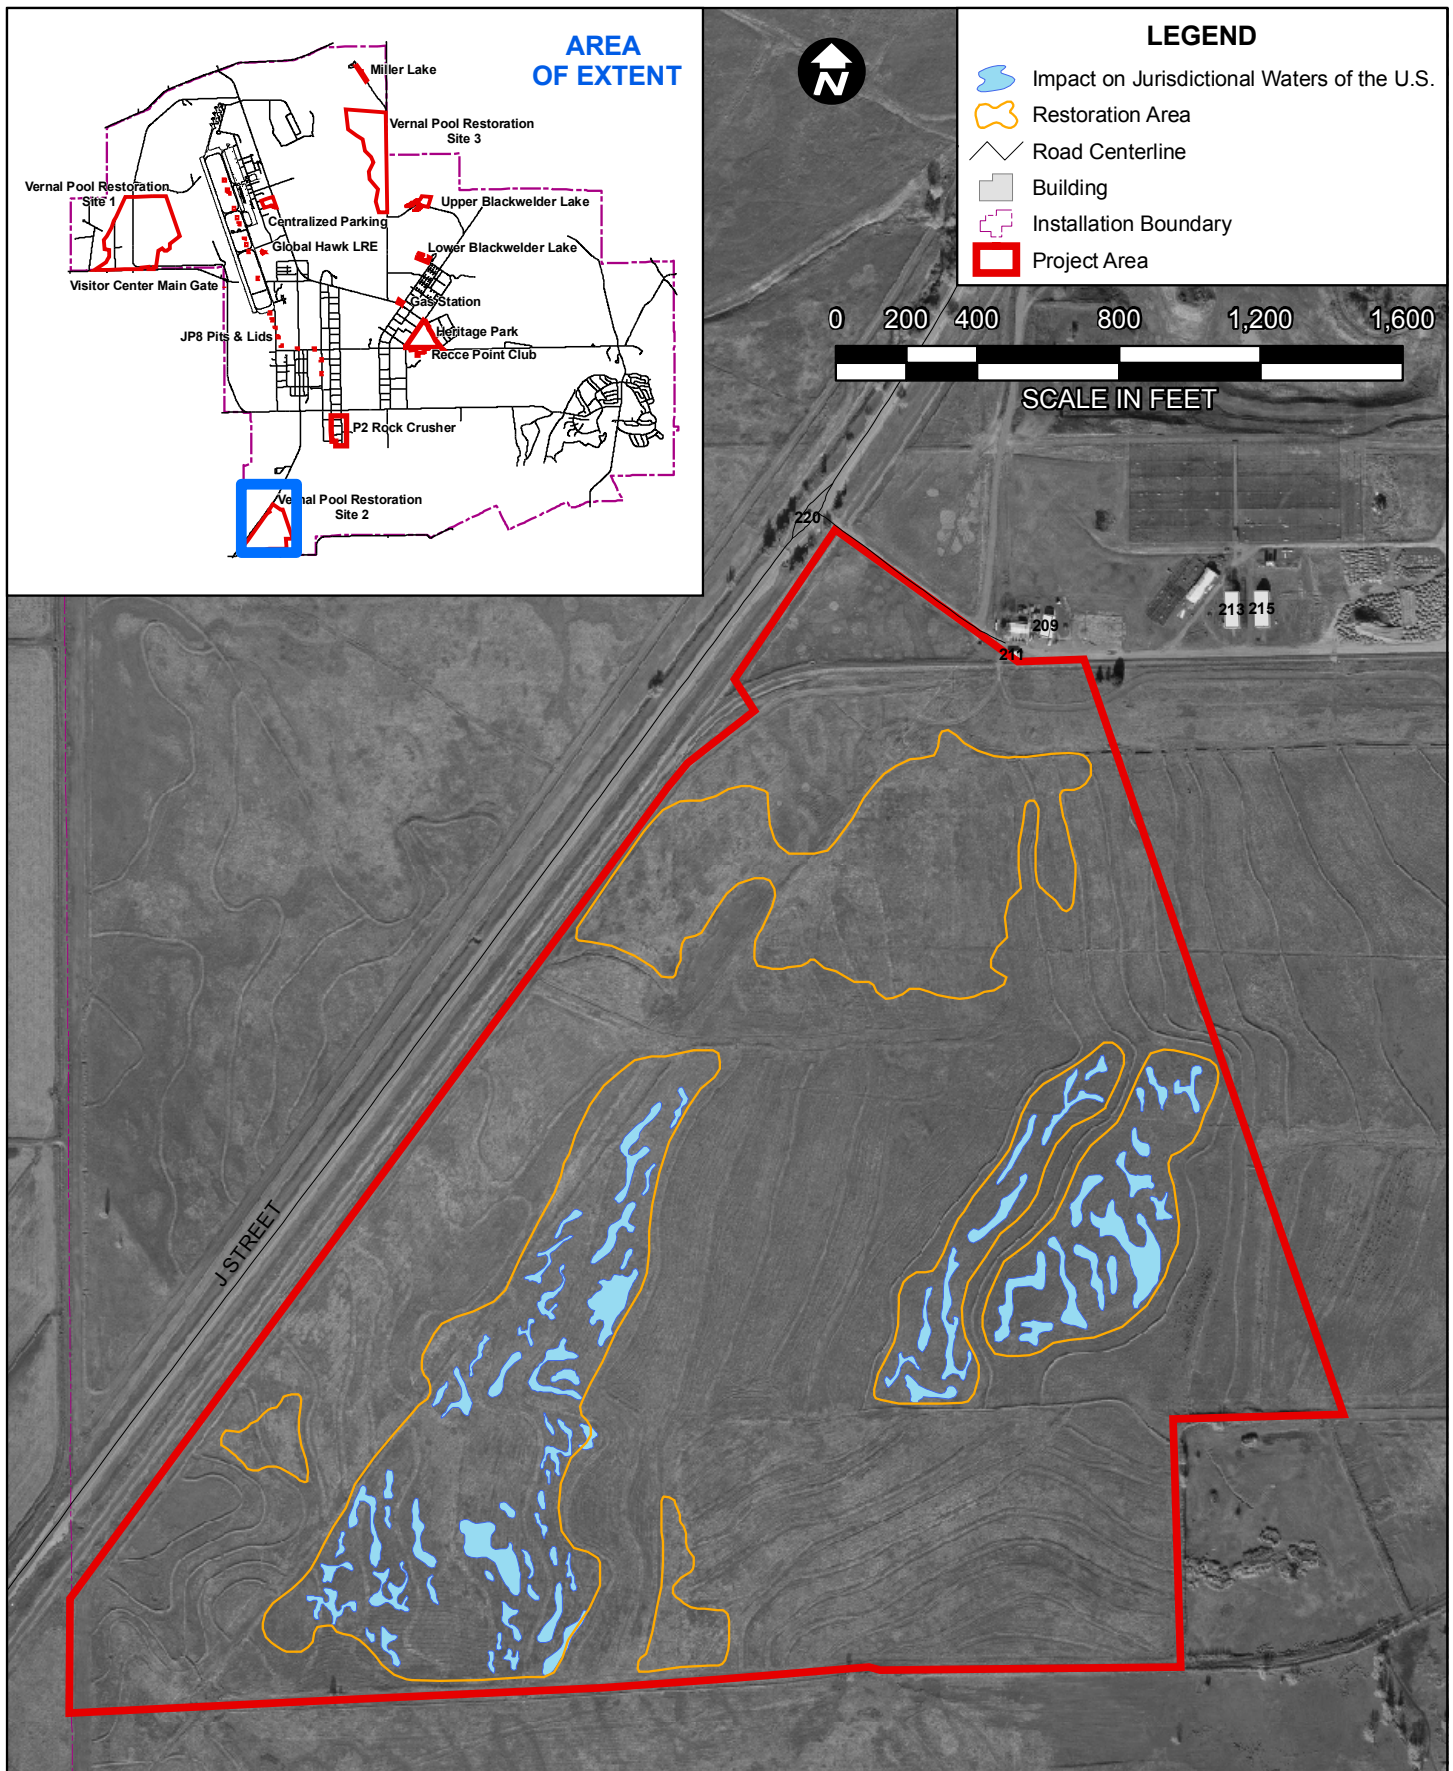 AREA
OF EXTENT
Miller Lake
Vernal Pool Restoration
Site 3
Vernal Pool Restoration
Site 1
Upper Blackwelder Lake
Centralized Parking
Global Hawk LRE
Lower Blackwelder Lake
Visitor Center Main Gate
Gas Station
JP8 Pits & Lids
Heritage Park
Recce Point Club
P2 Rock Crusher
Vernal Pool Restoration
Site 2
N
LEGEND
Impact on Jurisdictional Waters of the U.S.
Restoration Area
Road Centerline
Building
Installation Boundary
Project Area
0 200 400 800 1,200 1,600
SCALE IN FEET
220
213 215
209
211
J STREET